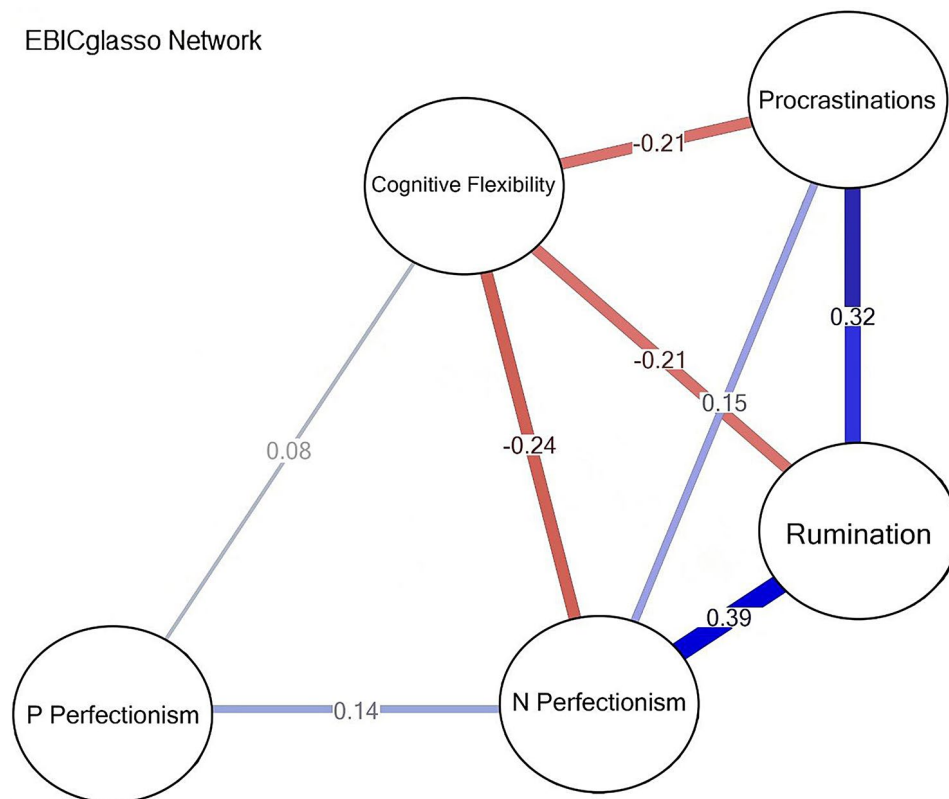 EBICglasso Network
Procrastinations
-0.21
Cognitive Flexibility
0.32
-0.21
0.15
-0.24
0.08
Rumination
0.39
N Perfectionism
0.14
P Perfectionism